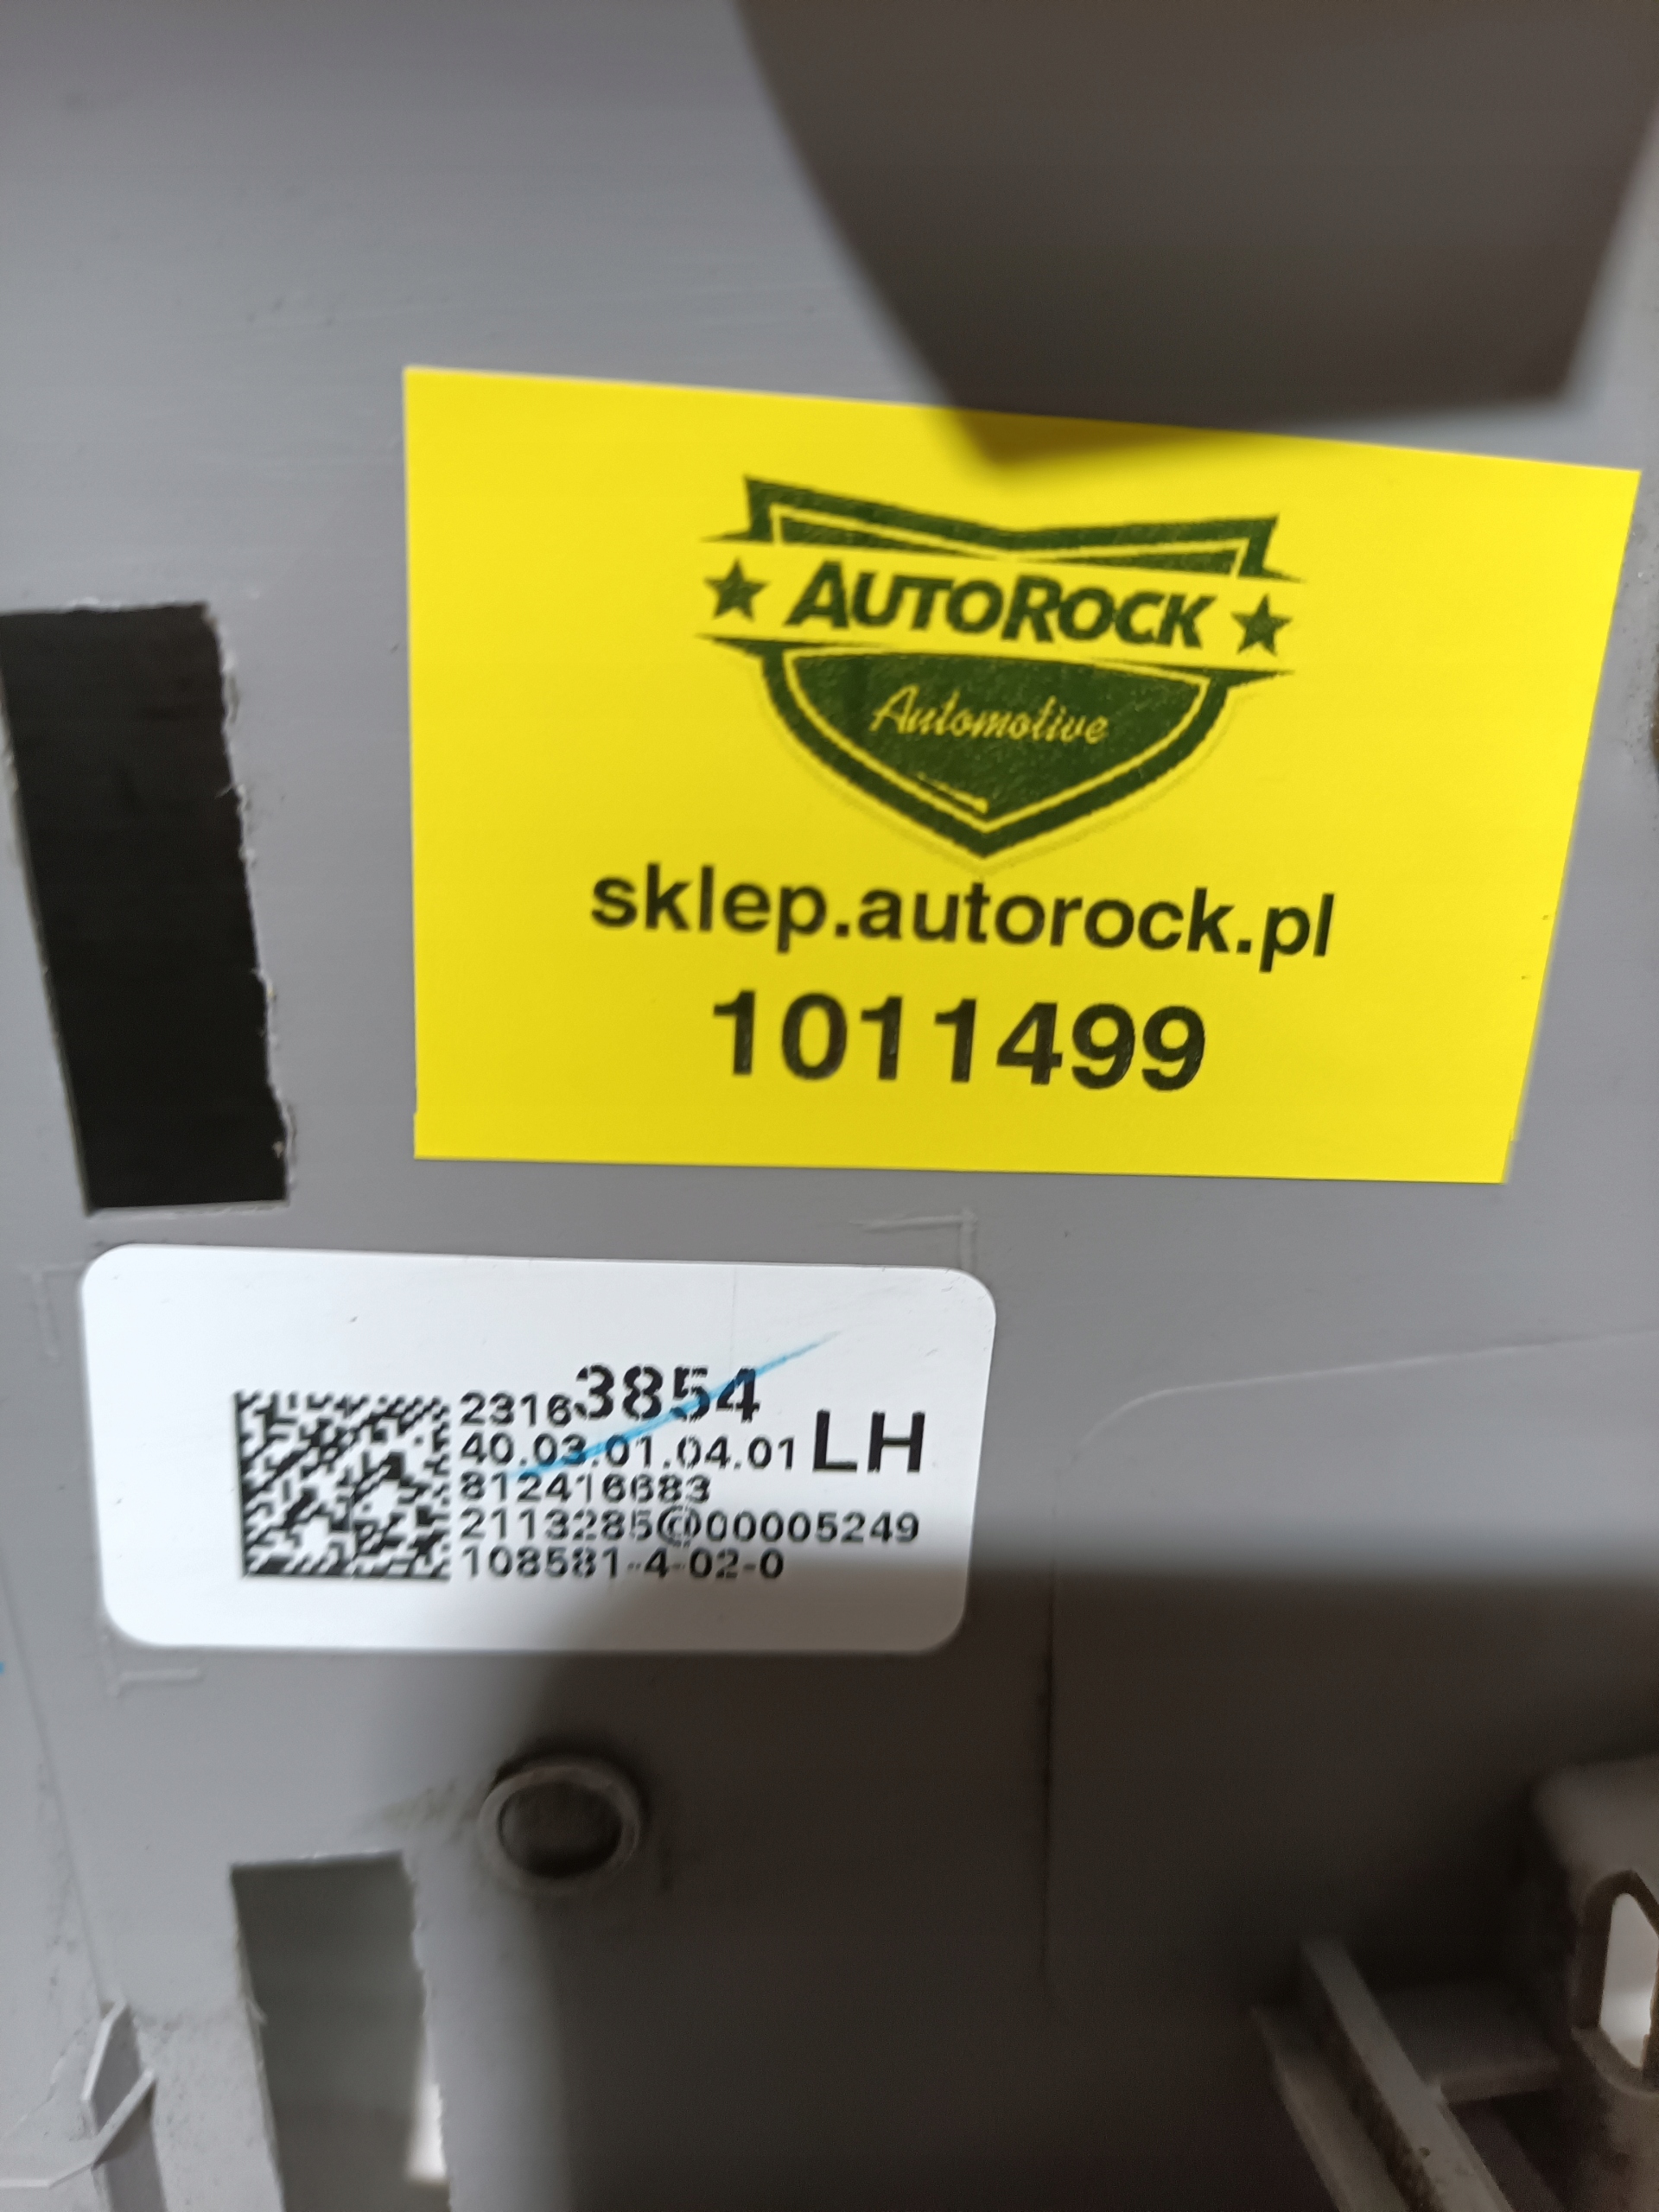 AUTOROCK
Automotive
sklep.autorock.pl
1011499
23163854
40.03.01.04.01 LH
812416683
2113285@00005249
108581-4-02-0